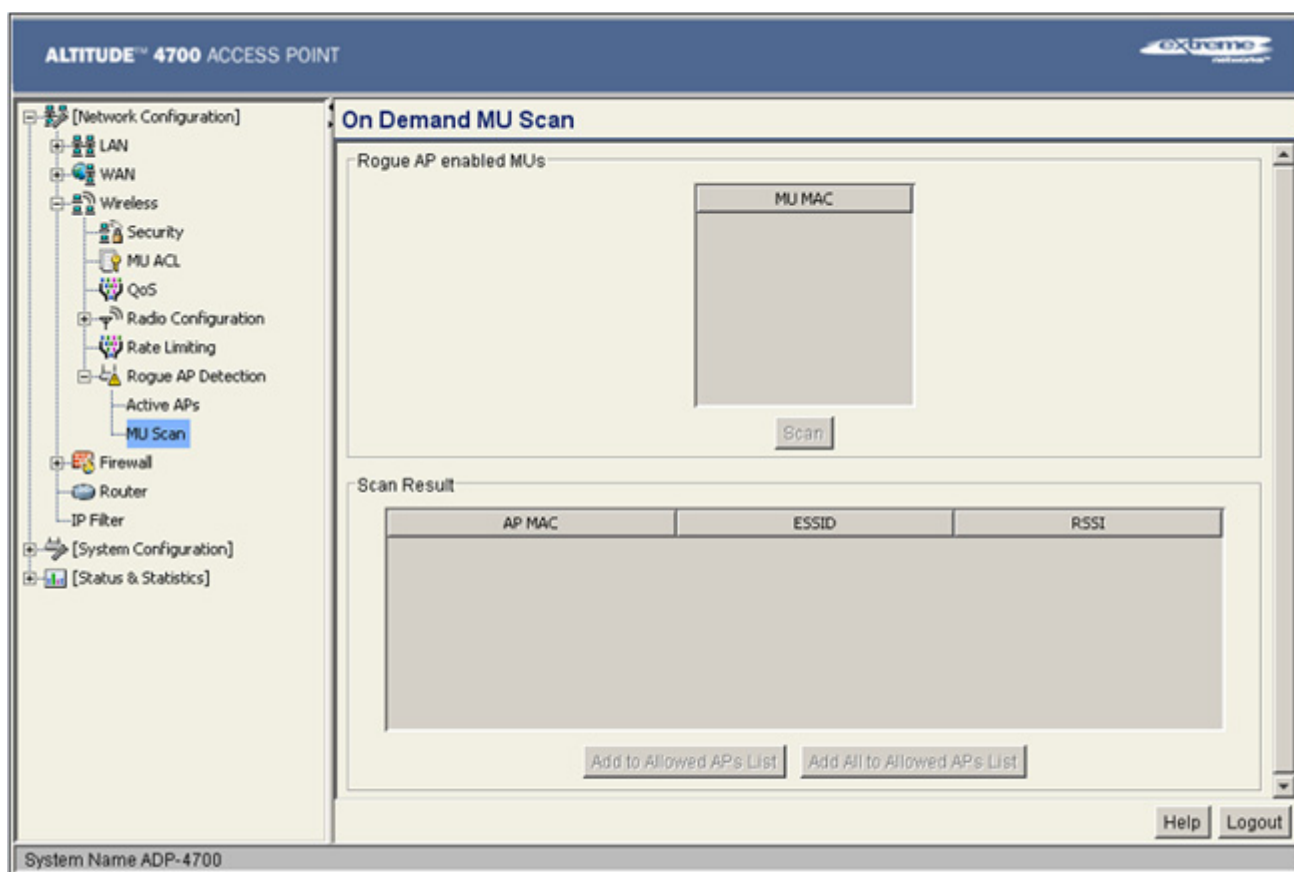 ALTITUDE™ 4700 ACCESS POINT
extreme
networks™
[Network Configuration]
LAN
WAN
Wireless
Security
MU ACL
QoS
Radio Configuration
Rate Limiting
Rogue AP Detection
Active APs
MU Scan
Firewall
Router
IP Filter
[System Configuration]
[Status & Statistics]
On Demand MU Scan
Rogue AP enabled MUs
MU MAC
Scan
Scan Result
AP MAC ESSID RSSI
Add to Allowed APs List Add All to Allowed APs List
Help Logout
System Name ADP-4700